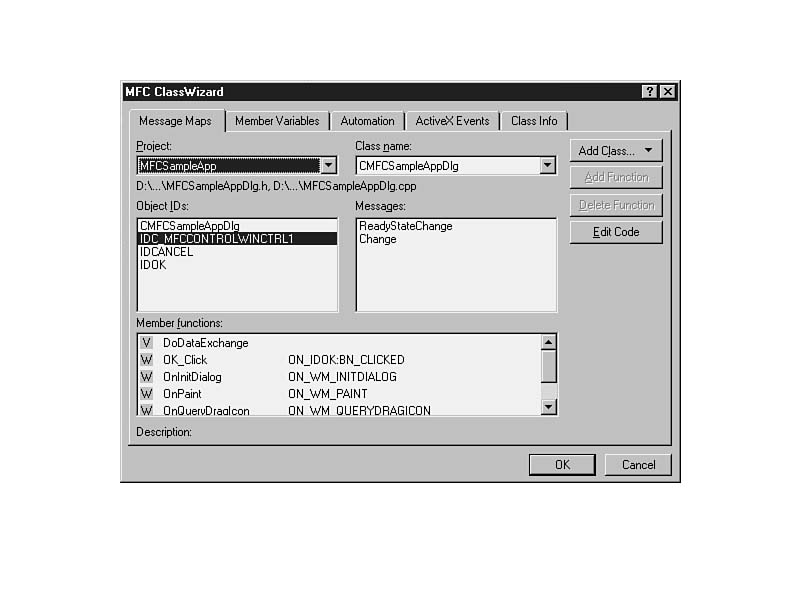 MFC ClassWizard
Message Maps Member Variables Automation ActiveX Events Class Info
Project: Class name:
MFCSampleApp CMFCSampleAppDlg Add Class...
D:\...\MFCSampleAppDlg.h, D:\...\MFCSampleAppDlg.cpp Add Function
Object IDs: Messages: Delete Function
CMFCSampleAppDlg ReadyStateChange Edit Code
IDC_MFCCONTROLWINCTRL1 Change
IDCANCEL
IDOK
Member functions:
V DoDataExchange
W OK_Click ON_IDOK:BN_CLICKED
W OnInitDialog ON_WM_INITDIALOG
W OnPaint ON_WM_PAINT
W OnQueryDragIcon ON_WM_QUERYDRAGICON
Description:
OK Cancel